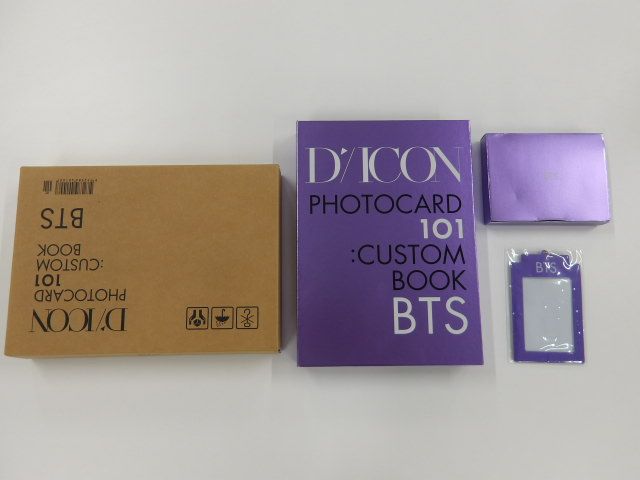 BTS
D'/ICON
PHOTOCARD
101
:CUSTOM
BOOK
D'/ICON
PHOTOCARD
101
:CUSTOM
BOOK
BTS
BTS